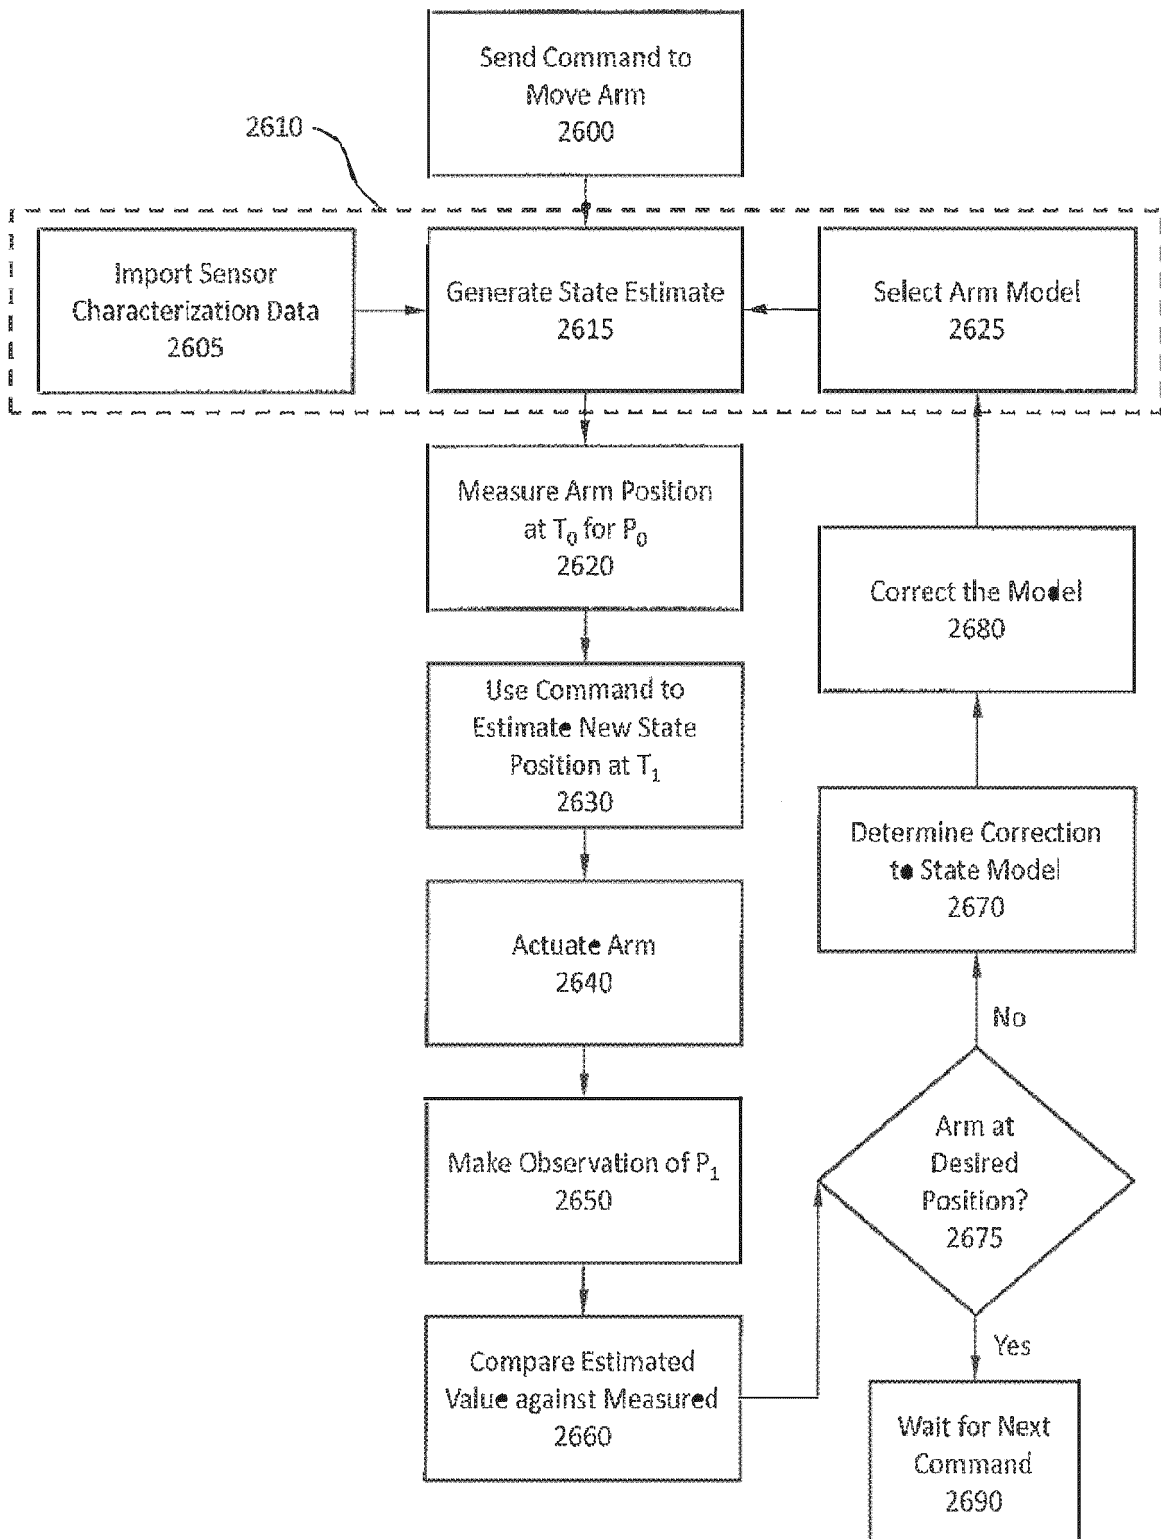 Send Command to
Move Arm
2600
2610
Import Sensor
Characterization Data
2605
Generate State Estimate
2615
Select Arm Model
2625
Measure Arm Position
at T₀ for P₀
2620
Use Command to
Estimate New State
Position at T₁
2630
Actuate Arm
2640
Make Observation of P₁
2650
Compare Estimated
Value against Measured
2660
Correct the Model
2680
Determine Correction
to State Model
2670
No
Arm at
Desired
Position?
2675
Yes
Wait for Next
Command
2690